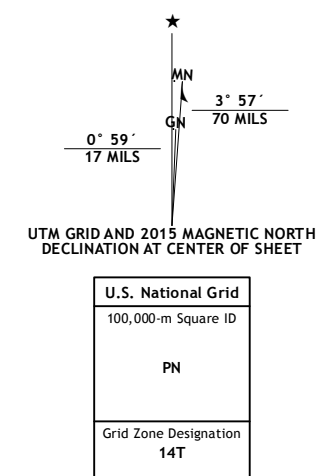 MN
3° 57´
70 MILS
GN
0° 59´
17 MILS
UTM GRID AND 2015 MAGNETIC NORTH
DECLINATION AT CENTER OF SHEET
U.S. National Grid
100,000-m Square ID
PN
Grid Zone Designation
14T